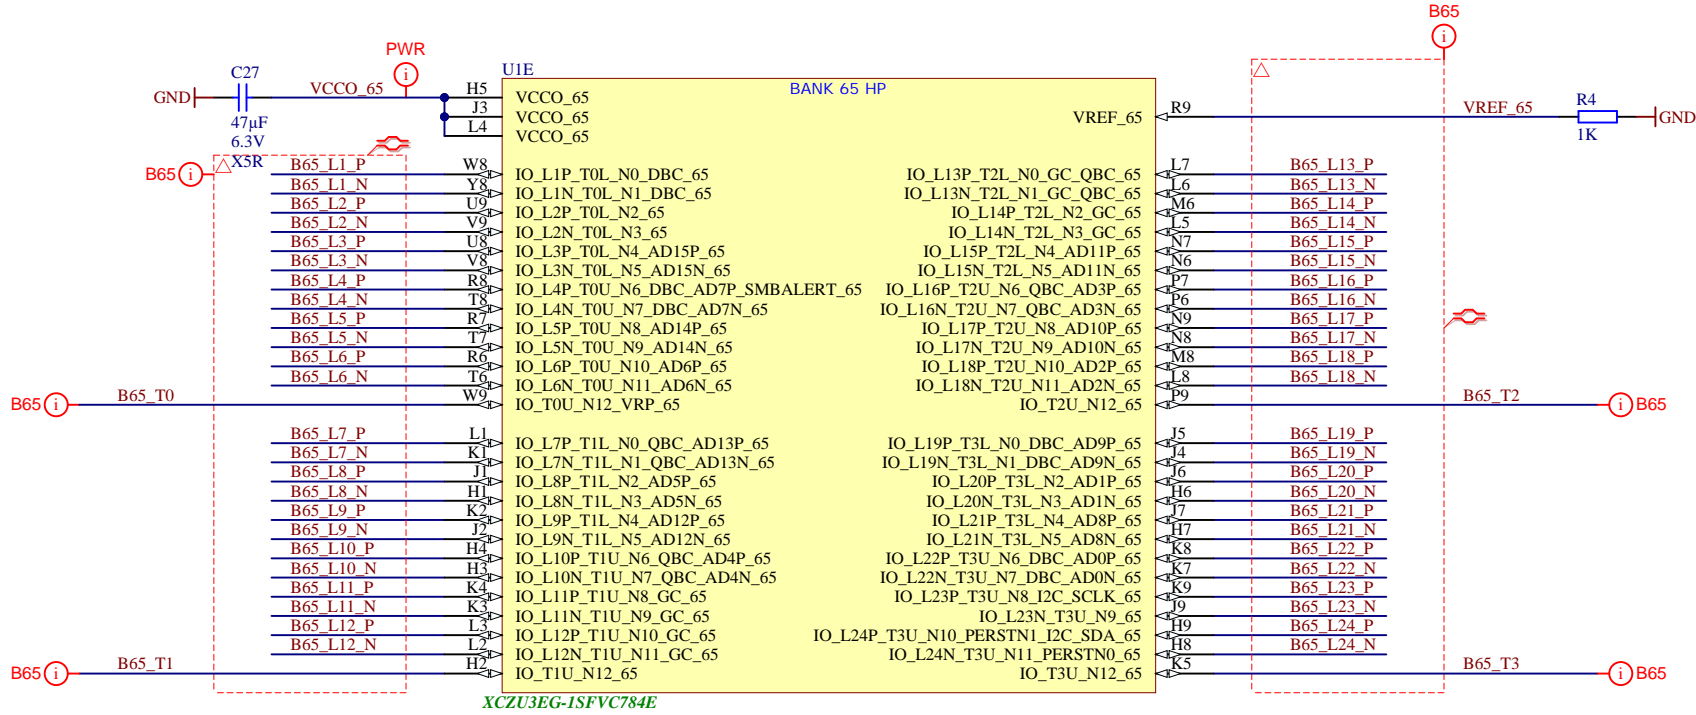 B65
i
PWR
i
U1E
BANK 65 HP
C27
GND
47µF
6.3V
X5R
VCCO_65
H5 VCCO_65
J3 VCCO_65
L4 VCCO_65
VREF_65 R9 VREF_65
R4
1K
GND
B65 i
B65_L1_P W8 IO_L1P_T0L_N0_DBC_65
B65_L1_N Y8 IO_L1N_T0L_N1_DBC_65
B65_L2_P U9 IO_L2P_T0L_N2_65
B65_L2_N V9 IO_L2N_T0L_N3_65
B65_L3_P U8 IO_L3P_T0L_N4_AD15P_65
B65_L3_N V8 IO_L3N_T0L_N5_AD15N_65
B65_L4_P R8 IO_L4P_T0U_N6_DBC_AD7P_SMBALERT_65
B65_L4_N T8 IO_L4N_T0U_N7_DBC_AD7N_65
B65_L5_P R7 IO_L5P_T0U_N8_AD14P_65
B65_L5_N T7 IO_L5N_T0U_N9_AD14N_65
B65_L6_P R6 IO_L6P_T0U_N10_AD6P_65
B65_L6_N T6 IO_L6N_T0U_N11_AD6N_65
B65 i B65_T0 W9 IO_T0U_N12_VRP_65
B65_L7_P L1 IO_L7P_T1L_N0_QBC_AD13P_65
B65_L7_N K1 IO_L7N_T1L_N1_QBC_AD13N_65
B65_L8_P J1 IO_L8P_T1L_N2_AD5P_65
B65_L8_N H1 IO_L8N_T1L_N3_AD5N_65
B65_L9_P K2 IO_L9P_T1L_N4_AD12P_65
B65_L9_N J2 IO_L9N_T1L_N5_AD12N_65
B65_L10_P H4 IO_L10P_T1U_N6_QBC_AD4P_65
B65_L10_N H3 IO_L10N_T1U_N7_QBC_AD4N_65
B65_L11_P K4 IO_L11P_T1U_N8_GC_65
B65_L11_N K3 IO_L11N_T1U_N9_GC_65
B65_L12_P L3 IO_L12P_T1U_N10_GC_65
B65_L12_N L2 IO_L12N_T1U_N11_GC_65
B65 i B65_T1 H2 IO_T1U_N12_65
IO_L13P_T2L_N0_GC_QBC_65 L7 B65_L13_P
IO_L13N_T2L_N1_GC_QBC_65 L6 B65_L13_N
IO_L14P_T2L_N2_GC_65 M6 B65_L14_P
IO_L14N_T2L_N3_GC_65 L5 B65_L14_N
IO_L15P_T2L_N4_AD11P_65 N7 B65_L15_P
IO_L15N_T2L_N5_AD11N_65 N6 B65_L15_N
IO_L16P_T2U_N6_QBC_AD3P_65 P7 B65_L16_P
IO_L16N_T2U_N7_QBC_AD3N_65 P6 B65_L16_N
IO_L17P_T2U_N8_AD10P_65 N9 B65_L17_P
IO_L17N_T2U_N9_AD10N_65 N8 B65_L17_N
IO_L18P_T2U_N10_AD2P_65 M8 B65_L18_P
IO_L18N_T2U_N11_AD2N_65 L8 B65_L18_N
IO_T2U_N12_65 P9 B65_T2 i B65
IO_L19P_T3L_N0_DBC_AD9P_65 J5 B65_L19_P
IO_L19N_T3L_N1_DBC_AD9N_65 J4 B65_L19_N
IO_L20P_T3L_N2_AD1P_65 J6 B65_L20_P
IO_L20N_T3L_N3_AD1N_65 H6 B65_L20_N
IO_L21P_T3L_N4_AD8P_65 J7 B65_L21_P
IO_L21N_T3L_N5_AD8N_65 H7 B65_L21_N
IO_L22P_T3U_N6_DBC_AD0P_65 K8 B65_L22_P
IO_L22N_T3U_N7_DBC_AD0N_65 K7 B65_L22_N
IO_L23P_T3U_N8_I2C_SCLK_65 K9 B65_L23_P
IO_L23N_T3U_N9_65 J9 B65_L23_N
IO_L24P_T3U_N10_PERSTN1_I2C_SDA_65 H9 B65_L24_P
IO_L24N_T3U_N11_PERSTN0_65 H8 B65_L24_N
IO_T3U_N12_65 K5 B65_T3 i B65
XCZU3EG-1SFVC784E